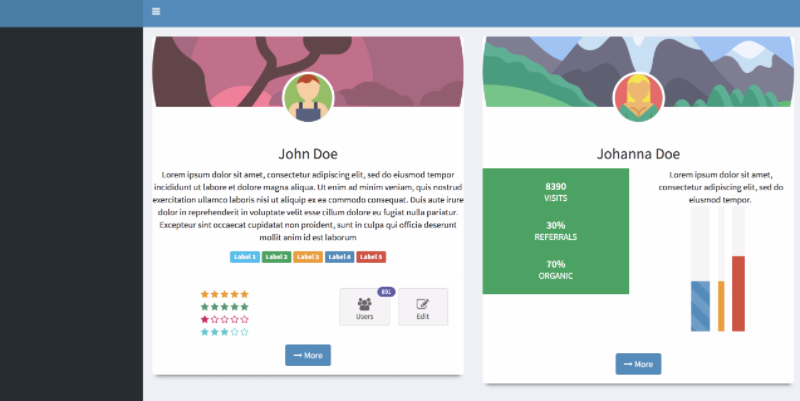 John Doe
Lorem ipsum dolor sit amet, consectetur adipiscing elit, sed do eiusmod tempor
incididunt ut labore et dolore magna aliqua. Ut enim ad minim veniam, quis nostrud
exercitation ullamco laboris nisi ut aliquip ex ea commodo consequat. Duis aute irure
dolor in reprehenderit in voluptate velit esse cillum dolore eu fugiat nulla pariatur.
Excepteur sint occaecat cupidatat non proident, sunt in culpa qui officia deserunt
mollit anim id est laborum
Label 1 Label 2 Label 3 Label 4 Label 5
891
Users Edit
More
Johanna Doe
8390
VISITS
30%
REFERRALS
70%
ORGANIC
Lorem ipsum dolor sit amet,
consectetur adipiscing elit, sed do
eiusmod tempor.
More